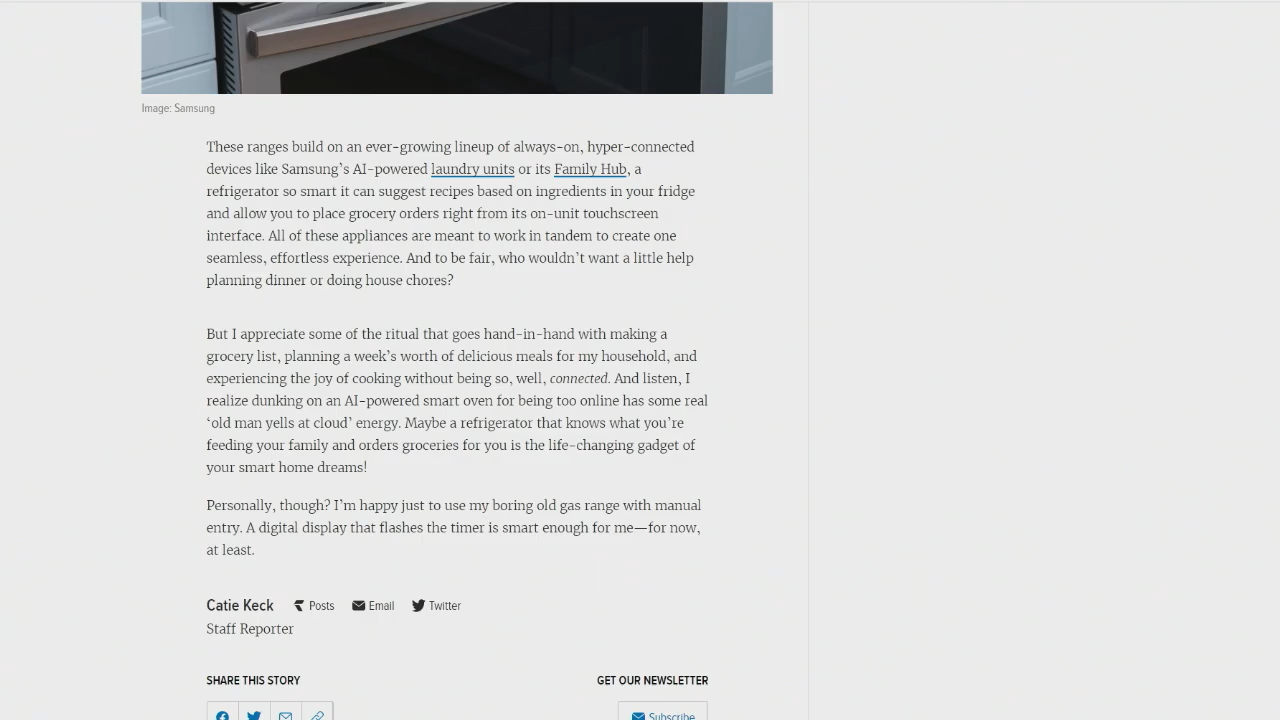 Image: Samsung
These ranges build on an ever-growing lineup of always-on, hyper-connected
devices like Samsung’s AI-powered laundry units or its Family Hub, a
refrigerator so smart it can suggest recipes based on ingredients in your fridge
and allow you to place grocery orders right from its on-unit touchscreen
interface. All of these appliances are meant to work in tandem to create one
seamless, effortless experience. And to be fair, who wouldn’t want a little help
planning dinner or doing house chores?
But I appreciate some of the ritual that goes hand-in-hand with making a
grocery list, planning a week’s worth of delicious meals for my household, and
experiencing the joy of cooking without being so, well, connected. And listen, I
realize dunking on an AI-powered smart oven for being too online has some real
‘old man yells at cloud’ energy. Maybe a refrigerator that knows what you’re
feeding your family and orders groceries for you is the life-changing gadget of
your smart home dreams!
Personally, though? I’m happy just to use my boring old gas range with manual
entry. A digital display that flashes the timer is smart enough for me—for now,
at least.
Catie Keck Posts Email Twitter
Staff Reporter
SHARE THIS STORY GET OUR NEWSLETTER
Subscribe